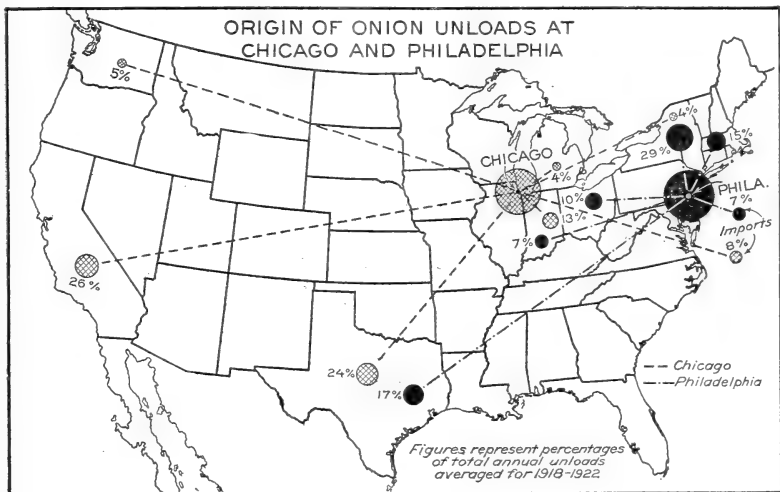 ORIGIN OF ONION UNLOADS AT
CHICAGO AND PHILADELPHIA
5%
4%
15%
29%
CHICAGO
4%
PHILA.
10%
7%
13%
Imports
7%
8%
26%
24%
17%
Chicago
Philadelphia
Figures represent percentages
of total annual unloads
averaged for 1918-1922